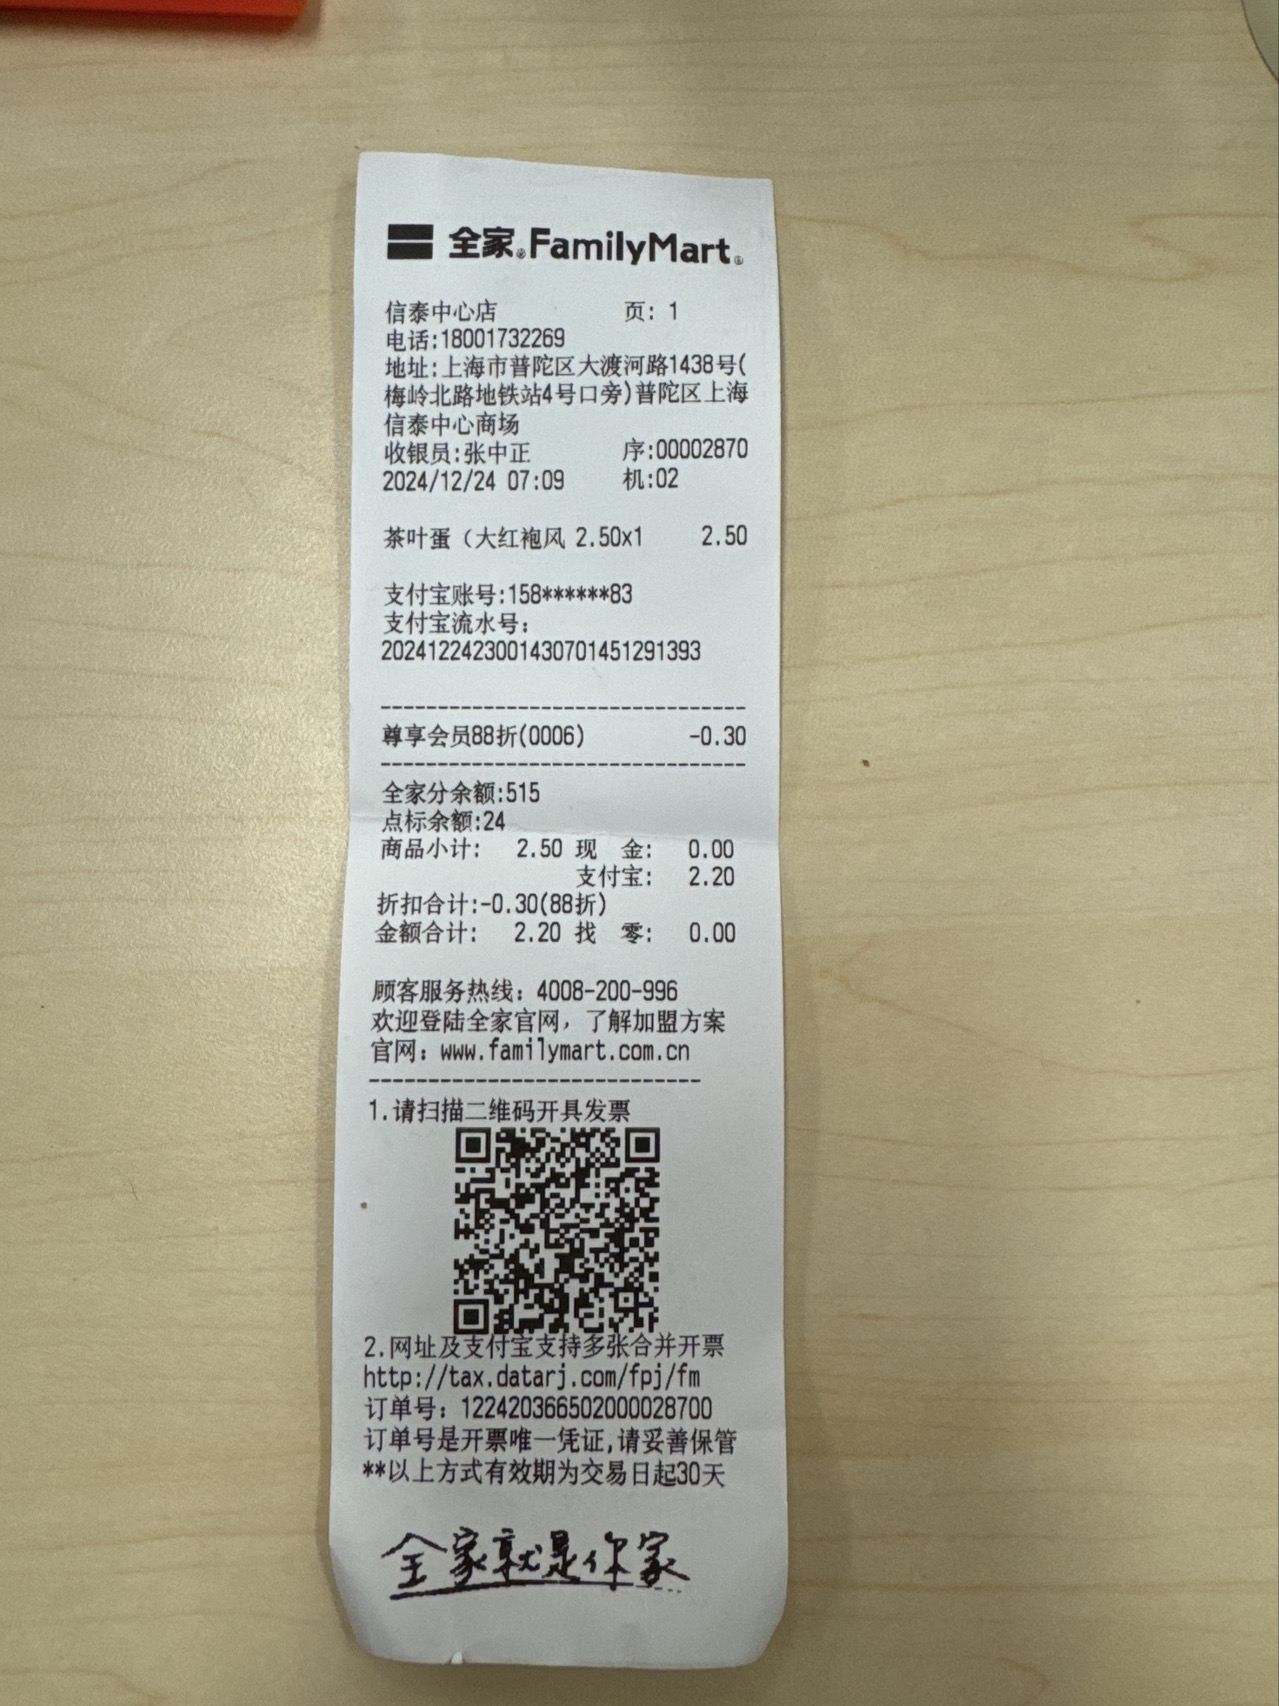 全家®FamilyMart®
信泰中心店 页: 1
电话:18001732269
地址:上海市普陀区大渡河路1438号(
梅岭北路地铁站4号口旁)普陀区上海
信泰中心商场
收银员:张中正 序:00002870
2024/12/24 07:09 机:02
茶叶蛋（大红袍风 2.50x1 2.50
支付宝账号:158******83
支付宝流水号:
2024122423001430701451291393
-------------------------------
尊享会员88折(0006) -0.30
-------------------------------
全家分余额:515
点标余额:24
商品小计: 2.50 现 金: 0.00
支付宝: 2.20
折扣合计:-0.30(88折)
金额合计: 2.20 找 零: 0.00
顾客服务热线: 4008-200-996
欢迎登陆全家官网，了解加盟方案
官网: www.familymart.com.cn
----------------------------
1.请扫描二维码开具发票
2.网址及支付宝支持多张合并开票
http://tax.datarj.com/fpj/fm
订单号: 122420366502000028700
订单号是开票唯一凭证,请妥善保管
**以上方式有效期为交易日起30天
全家就是你家